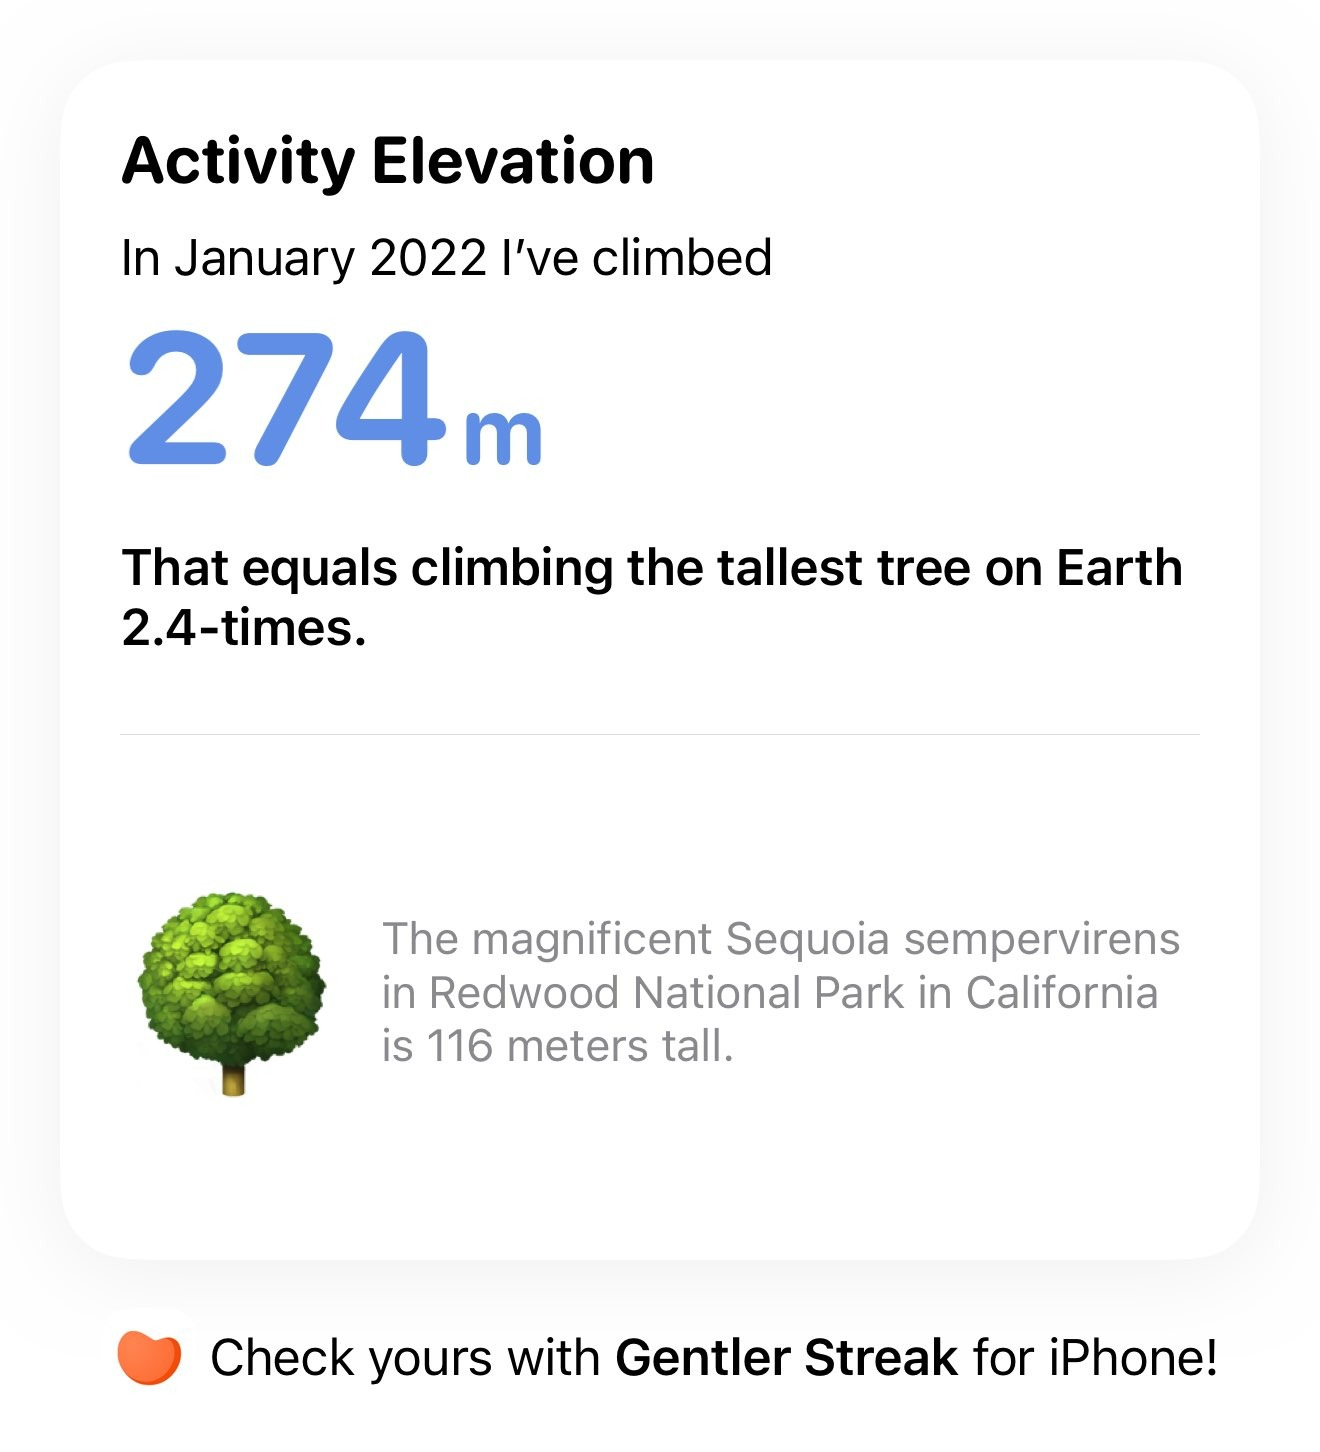 Activity Elevation
In January 2022 I’ve climbed
274 m
That equals climbing the tallest tree on Earth
2.4-times.
The magnificent Sequoia sempervirens
in Redwood National Park in California
is 116 meters tall.
Check yours with Gentler Streak for iPhone!